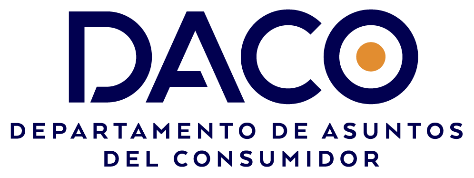 DACO
DEPARTAMENTO DE ASUNTOS
DEL CONSUMIDOR